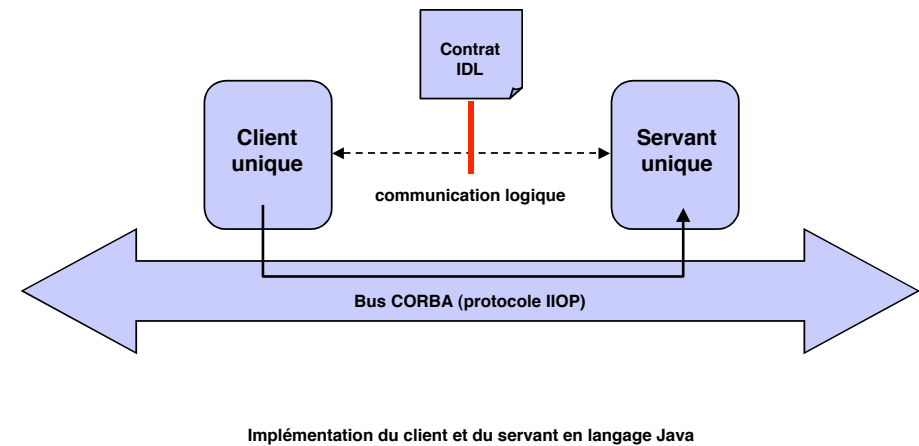 Contrat
IDL
Client
unique
Servant
unique
communication logique
Bus CORBA (protocole IIOP)
Implémentation du client et du servant en langage Java